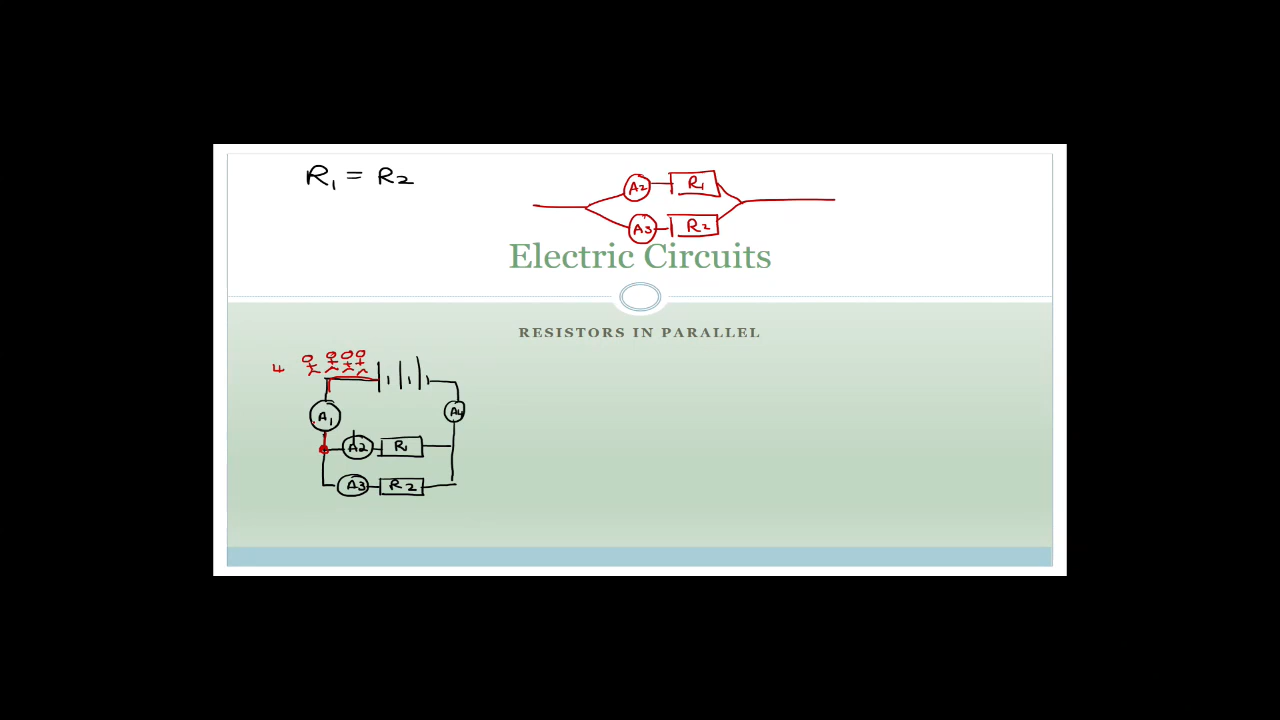 R1 = R2
A2 R1
A3 R2
Electric Circuits
RESISTORS IN PARALLEL
4
A1 A4
A2 R1
A3 R2